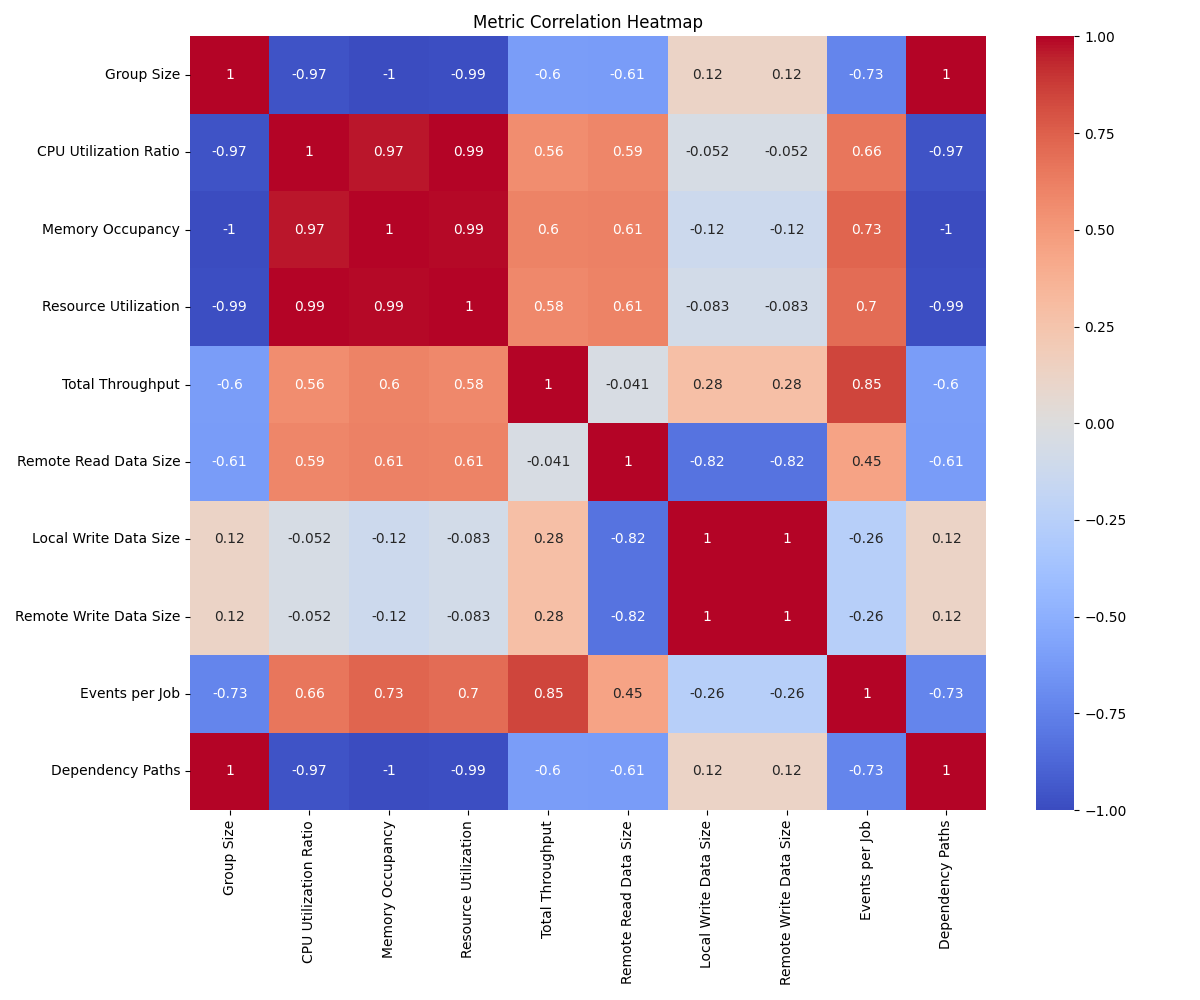 Metric Correlation Heatmap
Group Size 1 -0.97 -1 -0.99 -0.6 -0.61 0.12 0.12 -0.73 1
CPU Utilization Ratio -0.97 1 0.97 0.99 0.56 0.59 -0.052 -0.052 0.66 -0.97
Memory Occupancy -1 0.97 1 0.99 0.6 0.61 -0.12 -0.12 0.73 -1
Resource Utilization -0.99 0.99 0.99 1 0.58 0.61 -0.083 -0.083 0.7 -0.99
Total Throughput -0.6 0.56 0.6 0.58 1 -0.041 0.28 0.28 0.85 -0.6
Remote Read Data Size -0.61 0.59 0.61 0.61 -0.041 1 -0.82 -0.82 0.45 -0.61
Local Write Data Size 0.12 -0.052 -0.12 -0.083 0.28 -0.82 1 1 -0.26 0.12
Remote Write Data Size 0.12 -0.052 -0.12 -0.083 0.28 -0.82 1 1 -0.26 0.12
Events per Job -0.73 0.66 0.73 0.7 0.85 0.45 -0.26 -0.26 1 -0.73
Dependency Paths 1 -0.97 -1 -0.99 -0.6 -0.61 0.12 0.12 -0.73 1
Group Size
CPU Utilization Ratio
Memory Occupancy
Resource Utilization
Total Throughput
Remote Read Data Size
Local Write Data Size
Remote Write Data Size
Events per Job
Dependency Paths
1.00
0.75
0.50
0.25
0.00
−0.25
−0.50
−0.75
−1.00